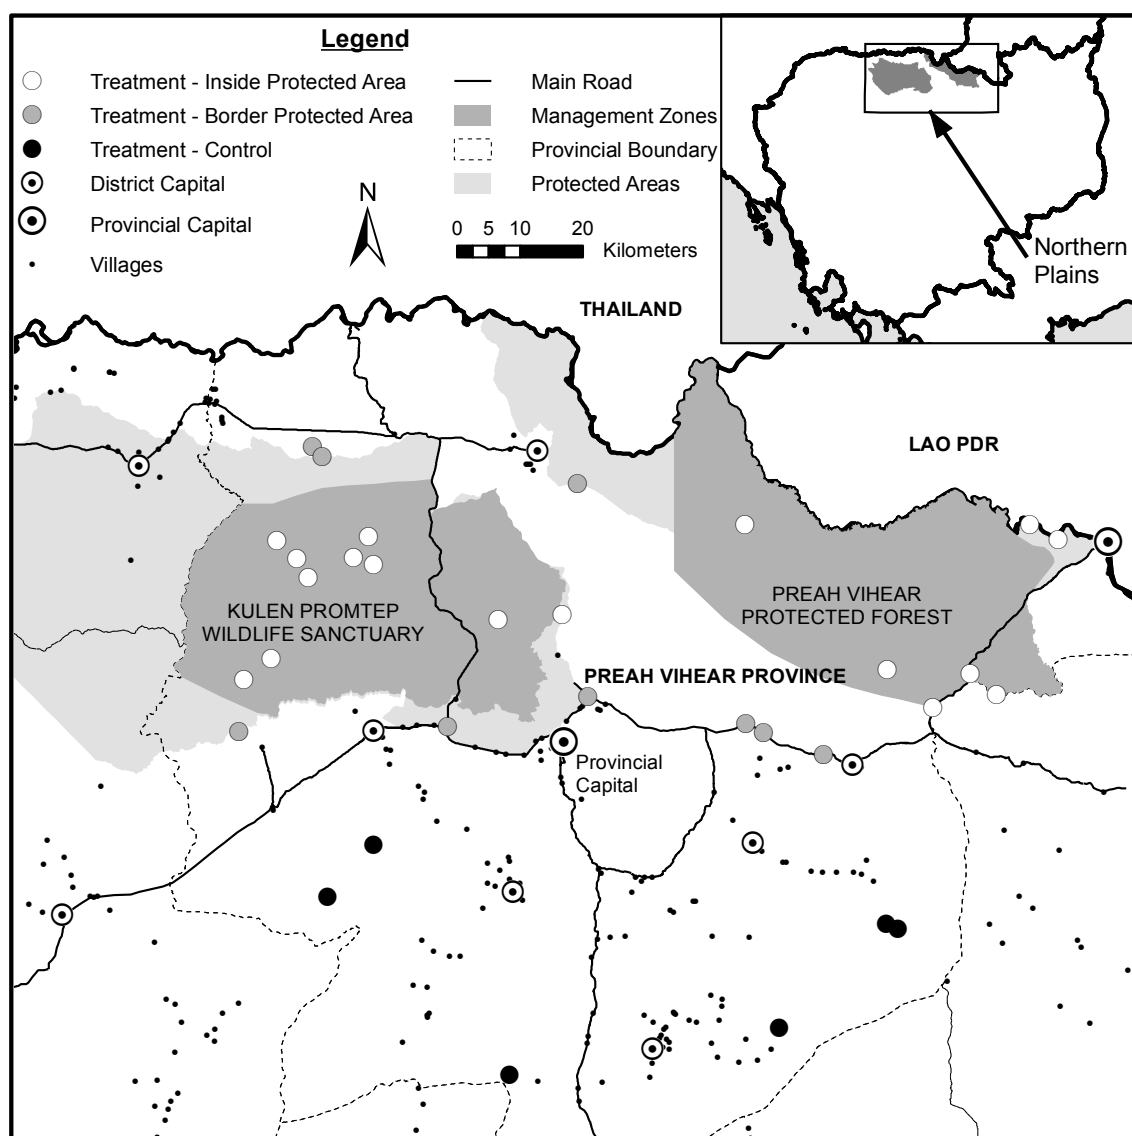 Legend
Treatment - Inside Protected Area
Treatment - Border Protected Area
Treatment - Control
District Capital
Provincial Capital
Villages
Main Road
Management Zones
Provincial Boundary
Protected Areas
N
0 5 10 20
Kilometers
Northern
Plains
THAILAND
LAO PDR
KULEN PROMTEP
WILDLIFE SANCTUARY
PREAH VIHEAR
PROTECTED FOREST
PREAH VIHEAR PROVINCE
Provincial
Capital